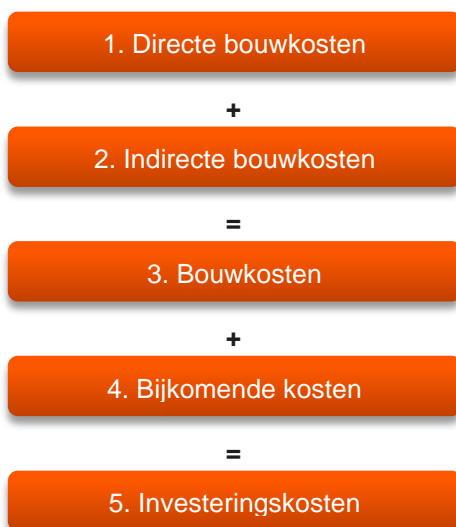 1. Directe bouwkosten
+
2. Indirecte bouwkosten
=
3. Bouwkosten
+
4. Bijkomende kosten
=
5. Investeringskosten